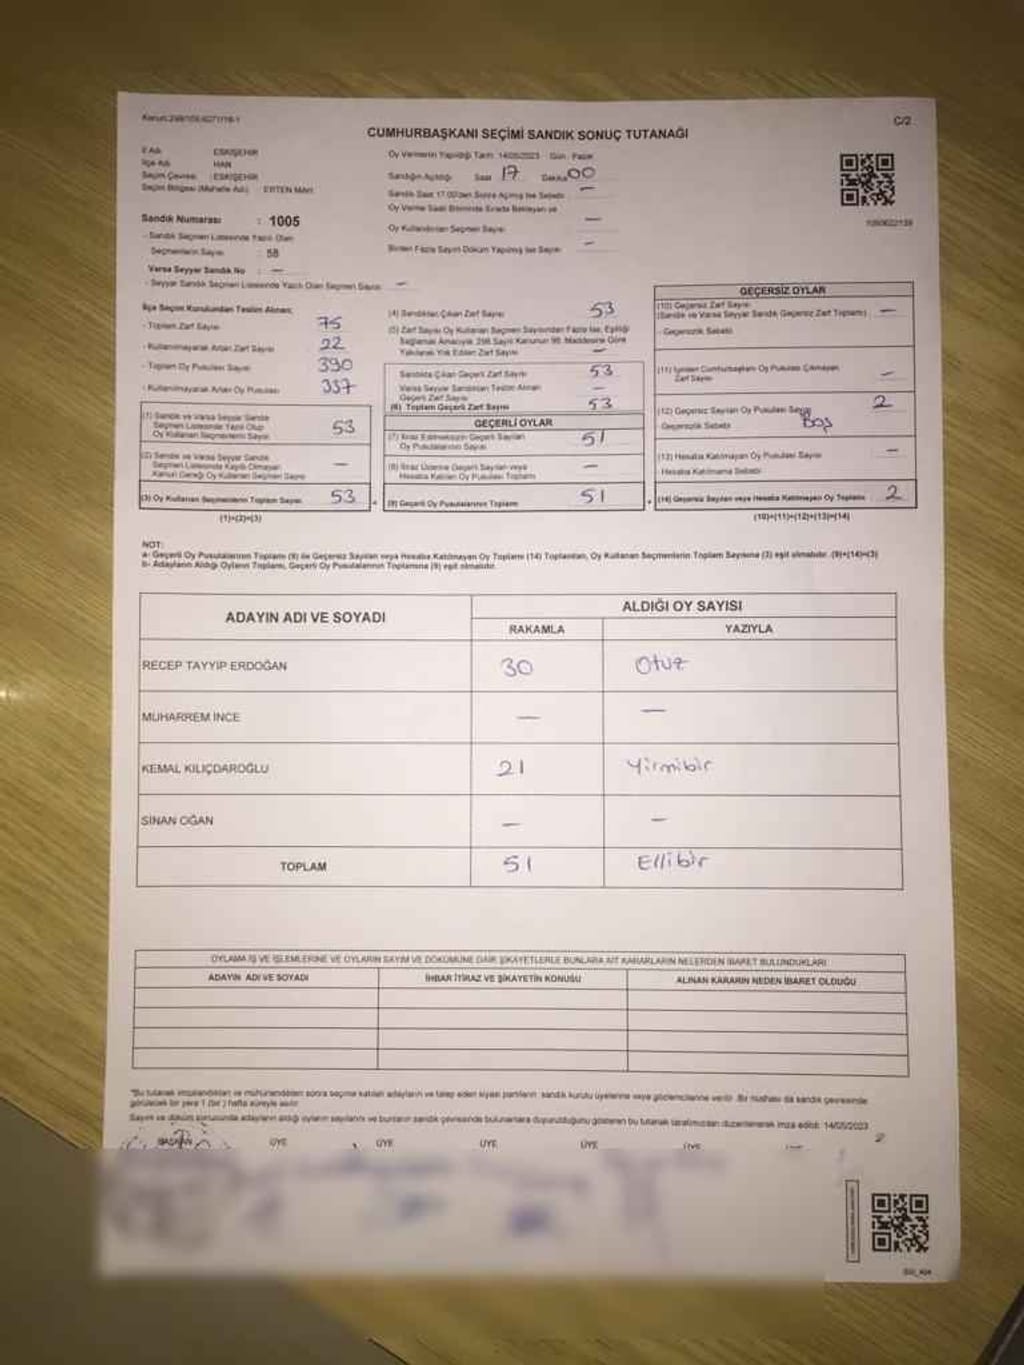 C/2
CUMHURBAŞKANI SEÇİMİ SANDIK SONUÇ TUTANAĞI
İl Adı : ESKİŞEHİR
İlçe Adı : HAN
Seçim Çevresi : ESKİŞEHİR
Seçim Bölgesi (Mahalle Adı) :
Sandık Numarası : 1005
- Sandık Seçmen Listesinde Yazılı Olan
Seçmenlerin Sayısı : 58
Varsa Seyyar Sandık No : —
- Seyyar Sandık Seçmen Listesinde Yazılı Olan Seçmen Sayısı : —
Oy Vermenin Yapıldığı Tarih: 14/05/2023 Gün : Pazar
Sandığın Açıldığı Saat 17 Dakika 00
Sandık Saat 17.00'den Sonra Açılmış İse Sebebi —
Oy Verme Saati Bitiminde Sırada Bekleyen ve
Oy Kullandırılan Seçmen Sayısı —
Birden Fazla Sayım Döküm Yapılmış İse Sayısı —
İlçe Seçim Kurulundan Teslim Alınan:
- Toplam Zarf Sayısı 75
- Kullanılmayarak Artan Zarf Sayısı 22
- Toplam Oy Pusulası Sayısı 390
- Kullanılmayarak Artan Oy Pusulası 337
(1) Sandık ve Varsa Seyyar Sandık
Seçmen Listesinde Yazılı Olup
Oy Kullanan Seçmenlerin Sayısı 53
(2) Sandık ve Varsa Seyyar Sandık
Seçmen Listesinde Kayıtlı Olmayan
Kanun Gereği Oy Kullanan Seçmen Sayısı —
(3) Oy Kullanan Seçmenlerin Toplam Sayısı 53
(1)+(2)=(3)
(4) Sandıktan Çıkan Zarf Sayısı 53
(5) Zarf Sayısı Oy Kullanan Seçmen Sayısından Fazla İse, Eşitliği
Sağlamak Amacıyla 298 Sayılı Kanunun 98. Maddesine Göre
Yakılarak Yok Edilen Zarf Sayısı —
Sandıkta Çıkan Geçerli Zarf Sayısı 53
Varsa Seyyar Sandıktan Teslim Alınan
Geçerli Zarf Sayısı —
(6) Toplam Geçerli Zarf Sayısı 53
GEÇERLİ OYLAR
(7) İtiraz Edilmeksizin Geçerli Sayılan
Oy Pusulalarının Sayısı 51
(8) İtiraz Üzerine Geçerli Sayılan veya
Hesaba Katılan Oy Pusulası Toplamı —
(9) Geçerli Oy Pusulalarının Toplamı 51
GEÇERSİZ OYLAR
(10) Geçersiz Zarf Sayısı
(Sandık ve Varsa Seyyar Sandık Geçersiz Zarf Toplamı) —
- Geçersizlik Sebebi
(11) İçinden Cumhurbaşkanı Oy Pusulası Çıkmayan
Zarf Sayısı —
(12) Geçersiz Sayılan Oy Pusulası Sayısı 2
- Geçersizlik Sebebi Boş
(13) Hesaba Katılmayan Oy Pusulası Sayısı —
- Hesaba Katılmama Sebebi
(14) Geçersiz Sayılan veya Hesaba Katılmayan Oy Toplamı 2
(10)+(11)+(12)+(13)=(14)
NOT:
a- Geçerli Oy Pusulalarının Toplamı (9) ile Geçersiz Sayılan veya Hesaba Katılmayan Oy Toplamı (14) Toplamları, Oy Kullanan Seçmenlerin Toplam Sayısına (3) eşit olmalıdır. (9)+(14)=(3)
b- Adayların Aldığı Oyların Toplamı, Geçerli Oy Pusulalarının Toplamına (9) eşit olmalıdır.
ADAYIN ADI VE SOYADI ALDIĞI OY SAYISI
RAKAMLA YAZIYLA
RECEP TAYYİP ERDOĞAN 30 Otuz
MUHARREM İNCE — —
KEMAL KILIÇDAROĞLU 21 Yirmibir
SİNAN OĞAN — —
TOPLAM 51 Ellibir
OYLAMA İŞ VE İŞLEMLERİNE VE OYLARIN SAYIM VE DÖKÜMÜNE DAİR ŞİKAYETLERLE BUNLARA AİT KARARLARIN NELERDEN İBARET BULUNDUKLARI
ADAYIN ADI VE SOYADI İHBAR İTİRAZ VE ŞİKAYETİN KONUSU ALINAN KARARIN NEDEN İBARET OLDUĞU
*Bu tutanak imzalandıktan ve mühürlendikten sonra seçime katılan adayların ve talep eden siyasi partilerin sandık kurulu üyelerine veya gözlemcilerine verilir. Bir nüshası da sandık çevresinde
görülecek bir yere 1 (bir) hafta süreyle asılır.
Sayım ve döküm sonucunda adayların aldığı oyların sayılarını ve bunların sandık çevresinde bulunanlara duyurulduğunu gösteren bu tutanak tarafımızdan düzenlenerek imza edildi. 14/05/2023
BAŞKAN ÜYE ÜYE ÜYE ÜYE ÜYE